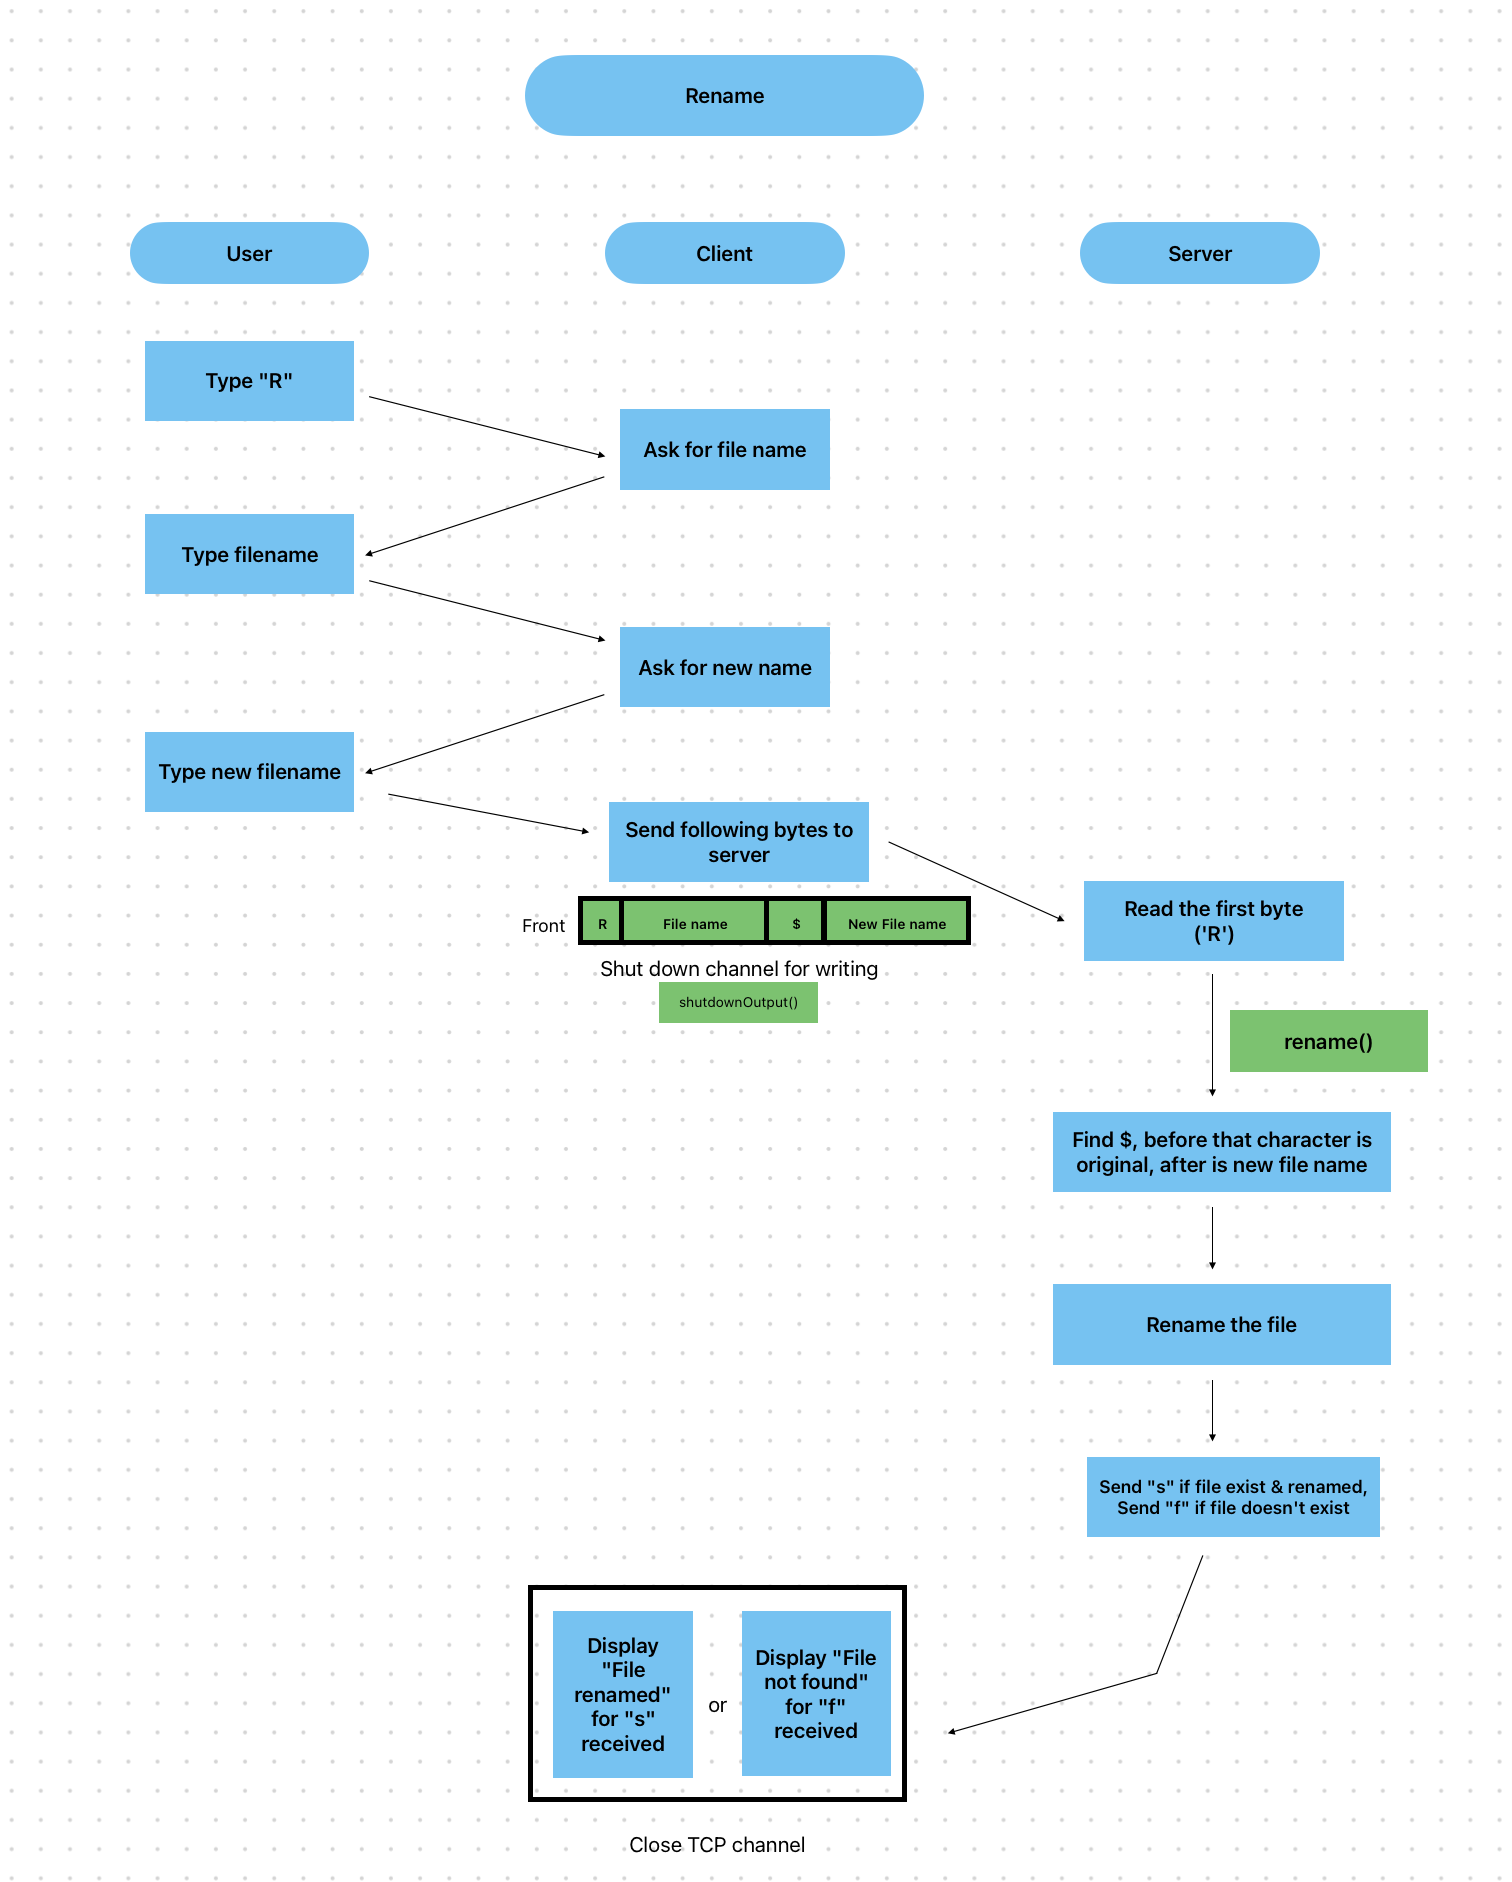 Rename
User
Client
Server
Type "R"
Ask for file name
Type filename
Ask for new name
Type new filename
Send following bytes to
server
Front
R
File name
$
New File name
Shut down channel for writing
shutdownOutput()
Read the first byte
('R')
rename()
Find $, before that character is
original, after is new file name
Rename the file
Send "s" if file exist & renamed,
Send "f" if file doesn't exist
Display
"File
renamed"
for "s"
received
or
Display "File
not found"
for "f"
received
Close TCP channel